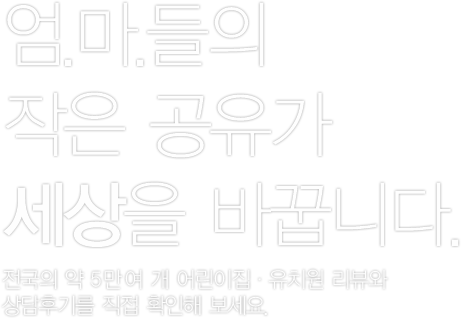 엄.마.들의
작은 공유가
세상을 바꿉니다.
전국의 약 5만여 개 어린이집 · 유치원 리뷰와
상담후기를 직접 확인해 보세요.